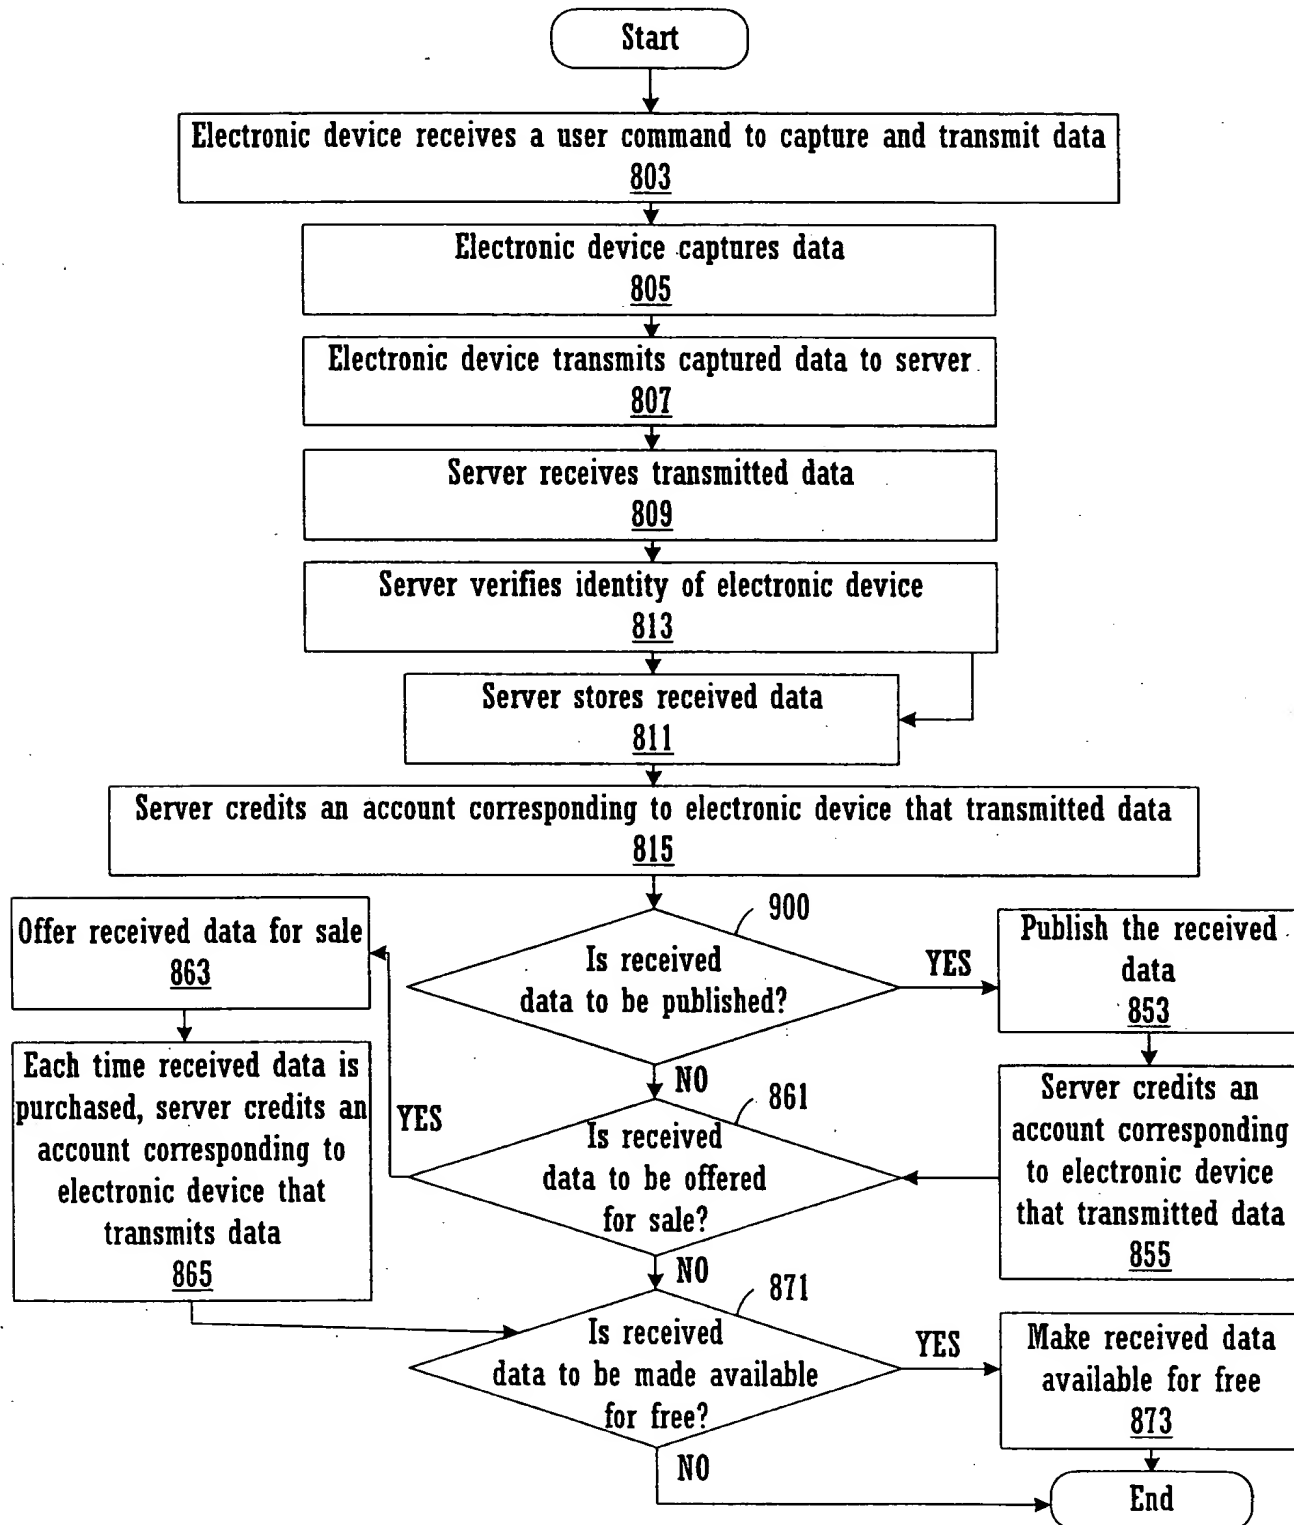 Start
Electronic device receives a user command to capture and transmit data
803
Electronic device captures data
805
Electronic device transmits captured data to server
807
Server receives transmitted data
809
Server verifies identity of electronic device
813
Server stores received data
811
Server credits an account corresponding to electronic device that transmitted data
815
900
Is received
data to be published?
YES
NO
Publish the received
data
853
Server credits an
account corresponding
to electronic device
that transmitted data
855
861
Is received
data to be offered
for sale?
YES
NO
Offer received data for sale
863
Each time received data is
purchased, server credits an
account corresponding to
electronic device that
transmits data
865
871
Is received
data to be made available
for free?
YES
NO
Make received data
available for free
873
End